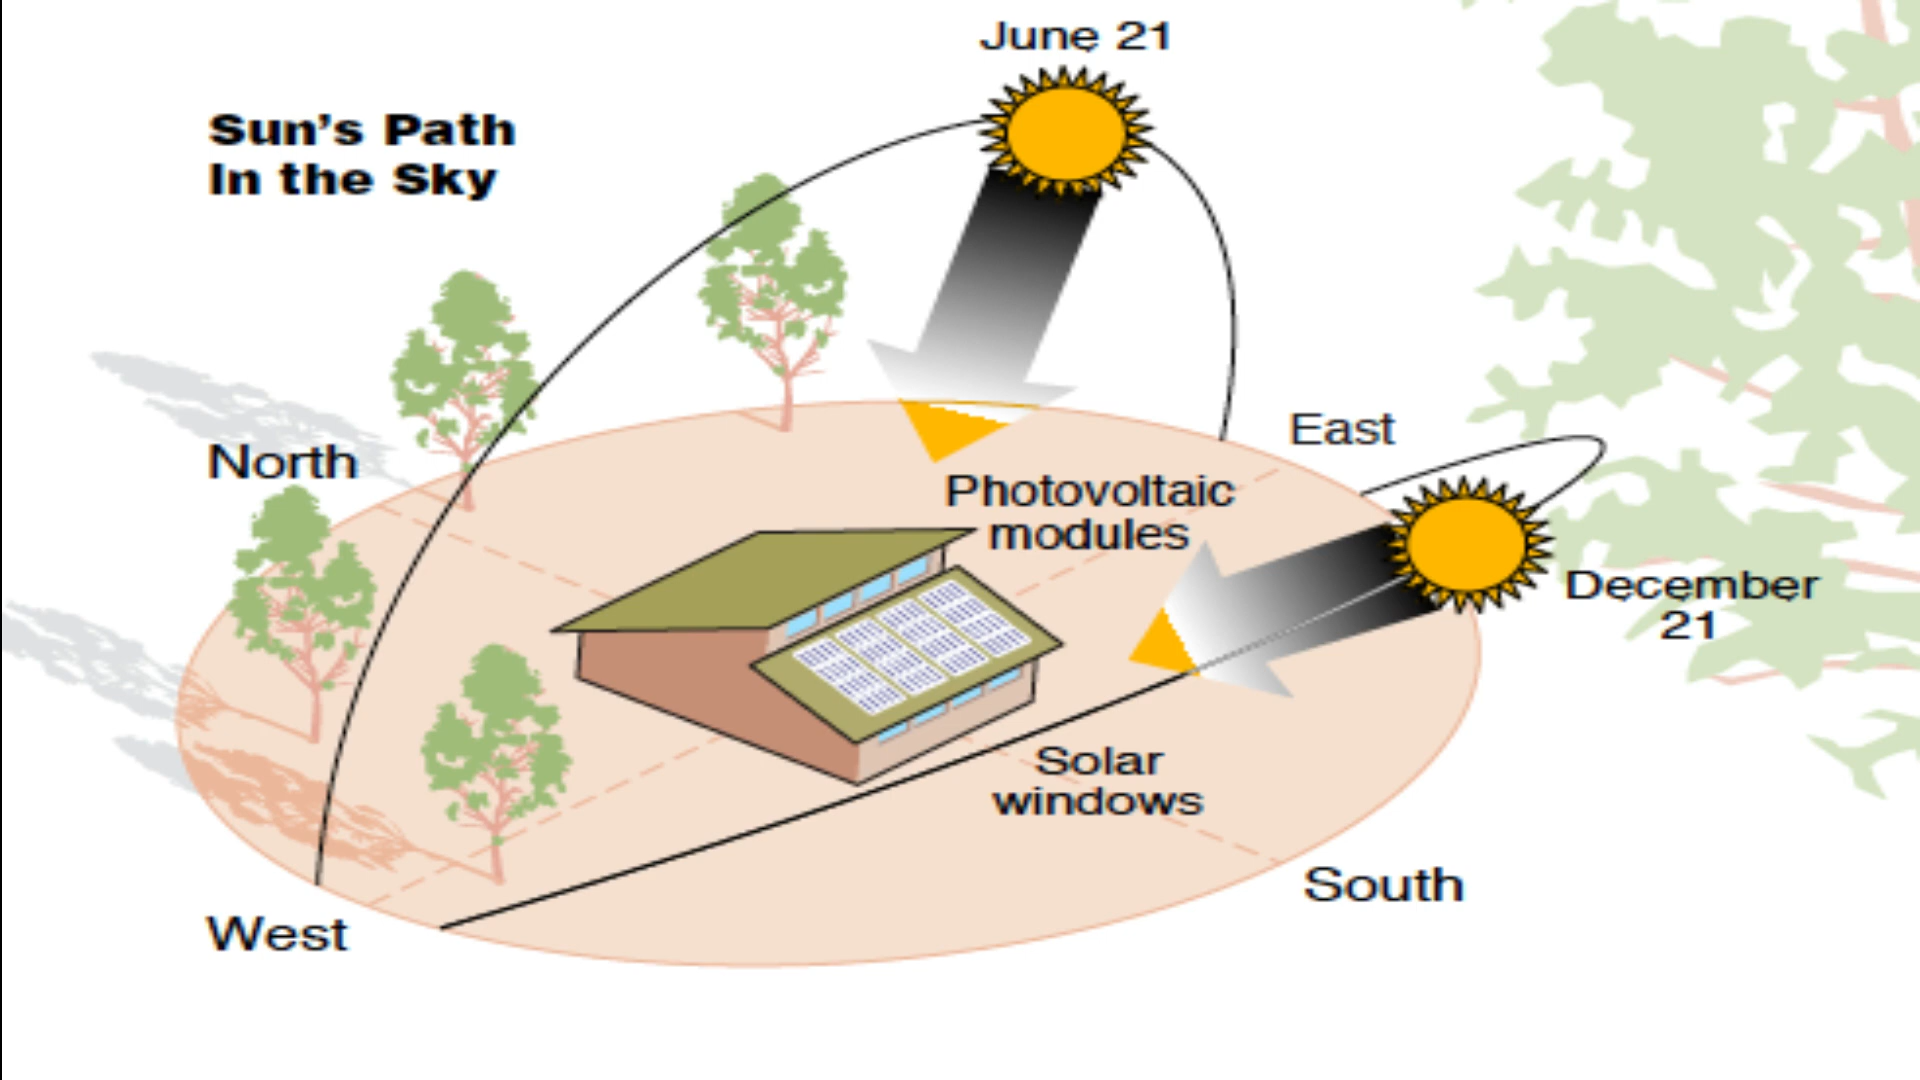 June 21
Sun's Path
In the Sky
East
North
Photovoltaic
modules
December
21
Solar
windows
South
West